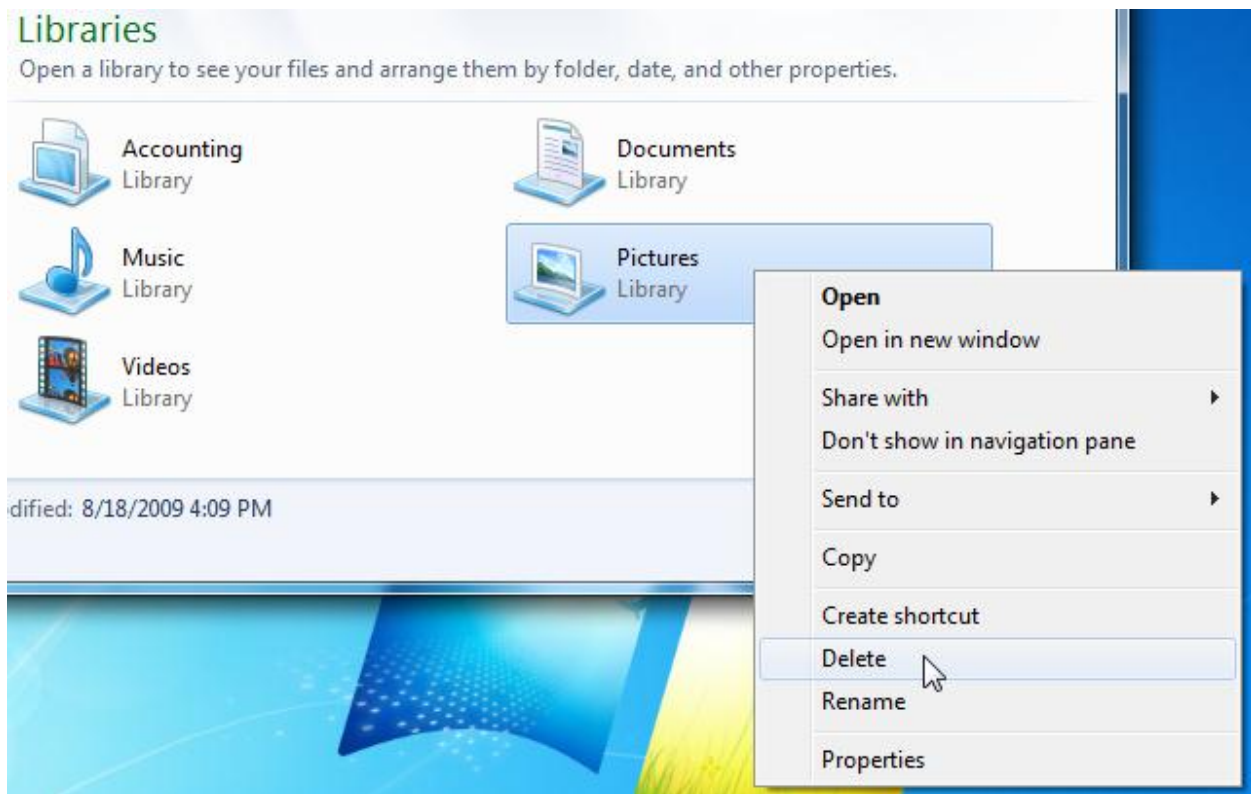 Libraries
Open a library to see your files and arrange them by folder, date, and other properties.
Accounting
Library
Documents
Library
Music
Library
Pictures
Library
Videos
Library
dified: 8/18/2009 4:09 PM
Open
Open in new window
Share with
Don't show in navigation pane
Send to
Copy
Create shortcut
Delete
Rename
Properties